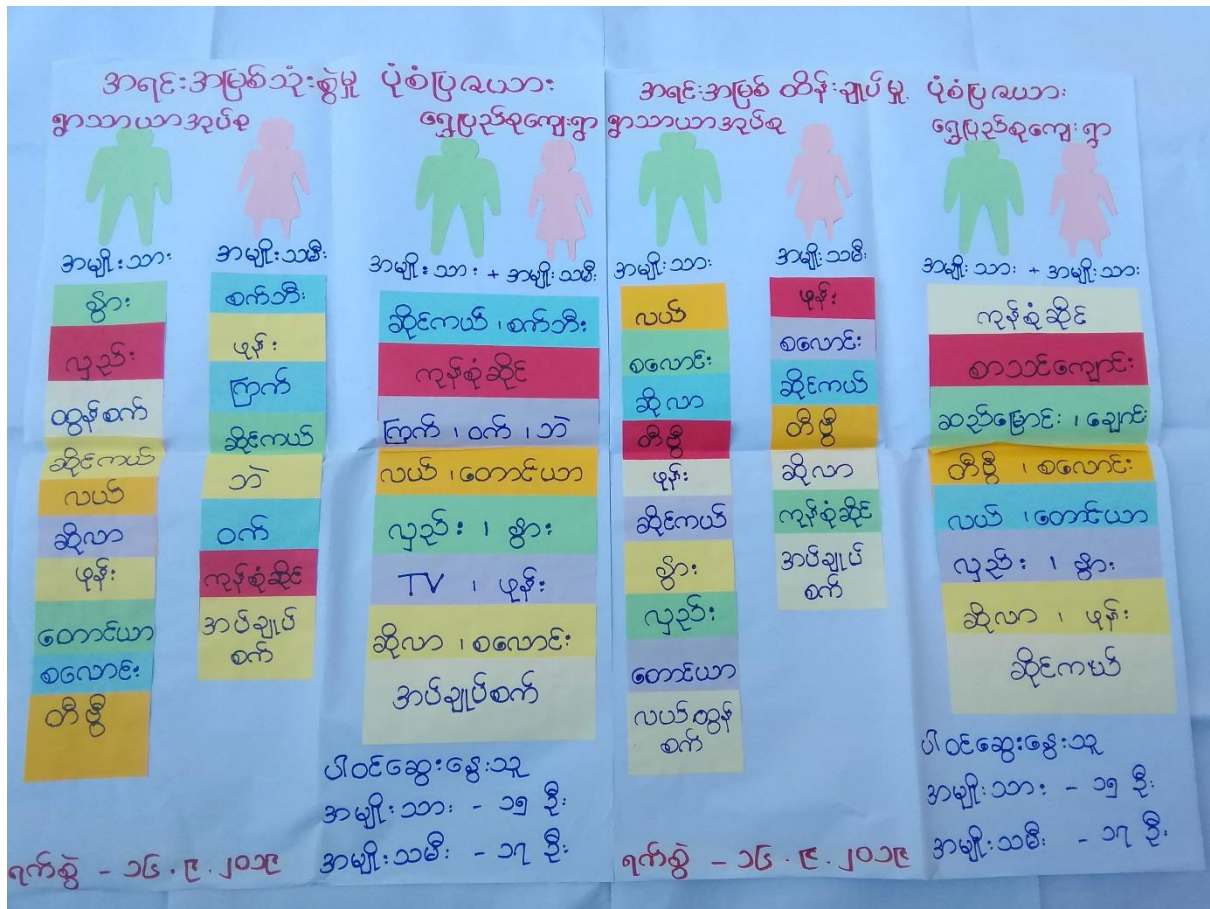 အရင်းအမြစ်သုံးစွဲမှု ပုံစံပြဇယား
ရွာသာယာအုပ်စု ရွှေပြည်စုကျေးရွာ
အမျိုးသား
နွား
လှည်း
ထွန်စက်
ဆိုင်ကယ်
လယ်
ဆိုလာ
ဖုန်း
တောင်ယာ
စလောင်း
တီဗွီ
အမျိုးသမီး
စက်ဘီး
ဖုန်း
ကြက်
ဆိုင်ကယ်
ဘဲ
ဝက်
ကုန်စုံဆိုင်
အပ်ချုပ်
စက်
အမျိုးသား + အမျိုးသမီး
ဆိုင်ကယ် ၊ စက်ဘီး
ကုန်စုံဆိုင်
ကြက် ၊ ဝက် ၊ ဘဲ
လယ် ၊ တောင်ယာ
လှည်း ၊ နွား
TV ၊ ဖုန်း
ဆိုလာ ၊ စလောင်း
အပ်ချုပ်စက်
ပါဝင်ဆွေးနွေးသူ
အမျိုးသား - ၁၅ ဦး
အမျိုးသမီး - ၁၇ ဦး
ရက်စွဲ - ၁၆.၉.၂၀၁၉
အရင်းအမြစ် ထိန်းချုပ်မှု ပုံစံပြဇယား
ရွာသာယာအုပ်စု ရွှေပြည်စုကျေးရွာ
အမျိုးသား
လယ်
စလောင်း
ဆိုလာ
တီဗွီ
ဖုန်း
ဆိုင်ကယ်
နွား
လှည်း
တောင်ယာ
လယ်ထွန်
စက်
အမျိုးသမီး
ဖုန်း
စလောင်း
ဆိုင်ကယ်
တီဗွီ
ဆိုလာ
ကုန်စုံဆိုင်
အပ်ချုပ်
စက်
အမျိုးသား + အမျိုးသား
ကုန်စုံဆိုင်
စာသင်ကျောင်း
ဆည်မြောင်း ၊ ချောင်း
တီဗွီ ၊ စလောင်း
လယ် ၊ တောင်ယာ
လှည်း ၊ နွား
ဆိုလာ ၊ ဖုန်း
ဆိုင်ကယ်
ပါဝင်ဆွေးနွေးသူ
အမျိုးသား - ၁၅ ဦး
အမျိုးသမီး - ၁၇ ဦး
ရက်စွဲ - ၁၆.၉.၂၀၁၉